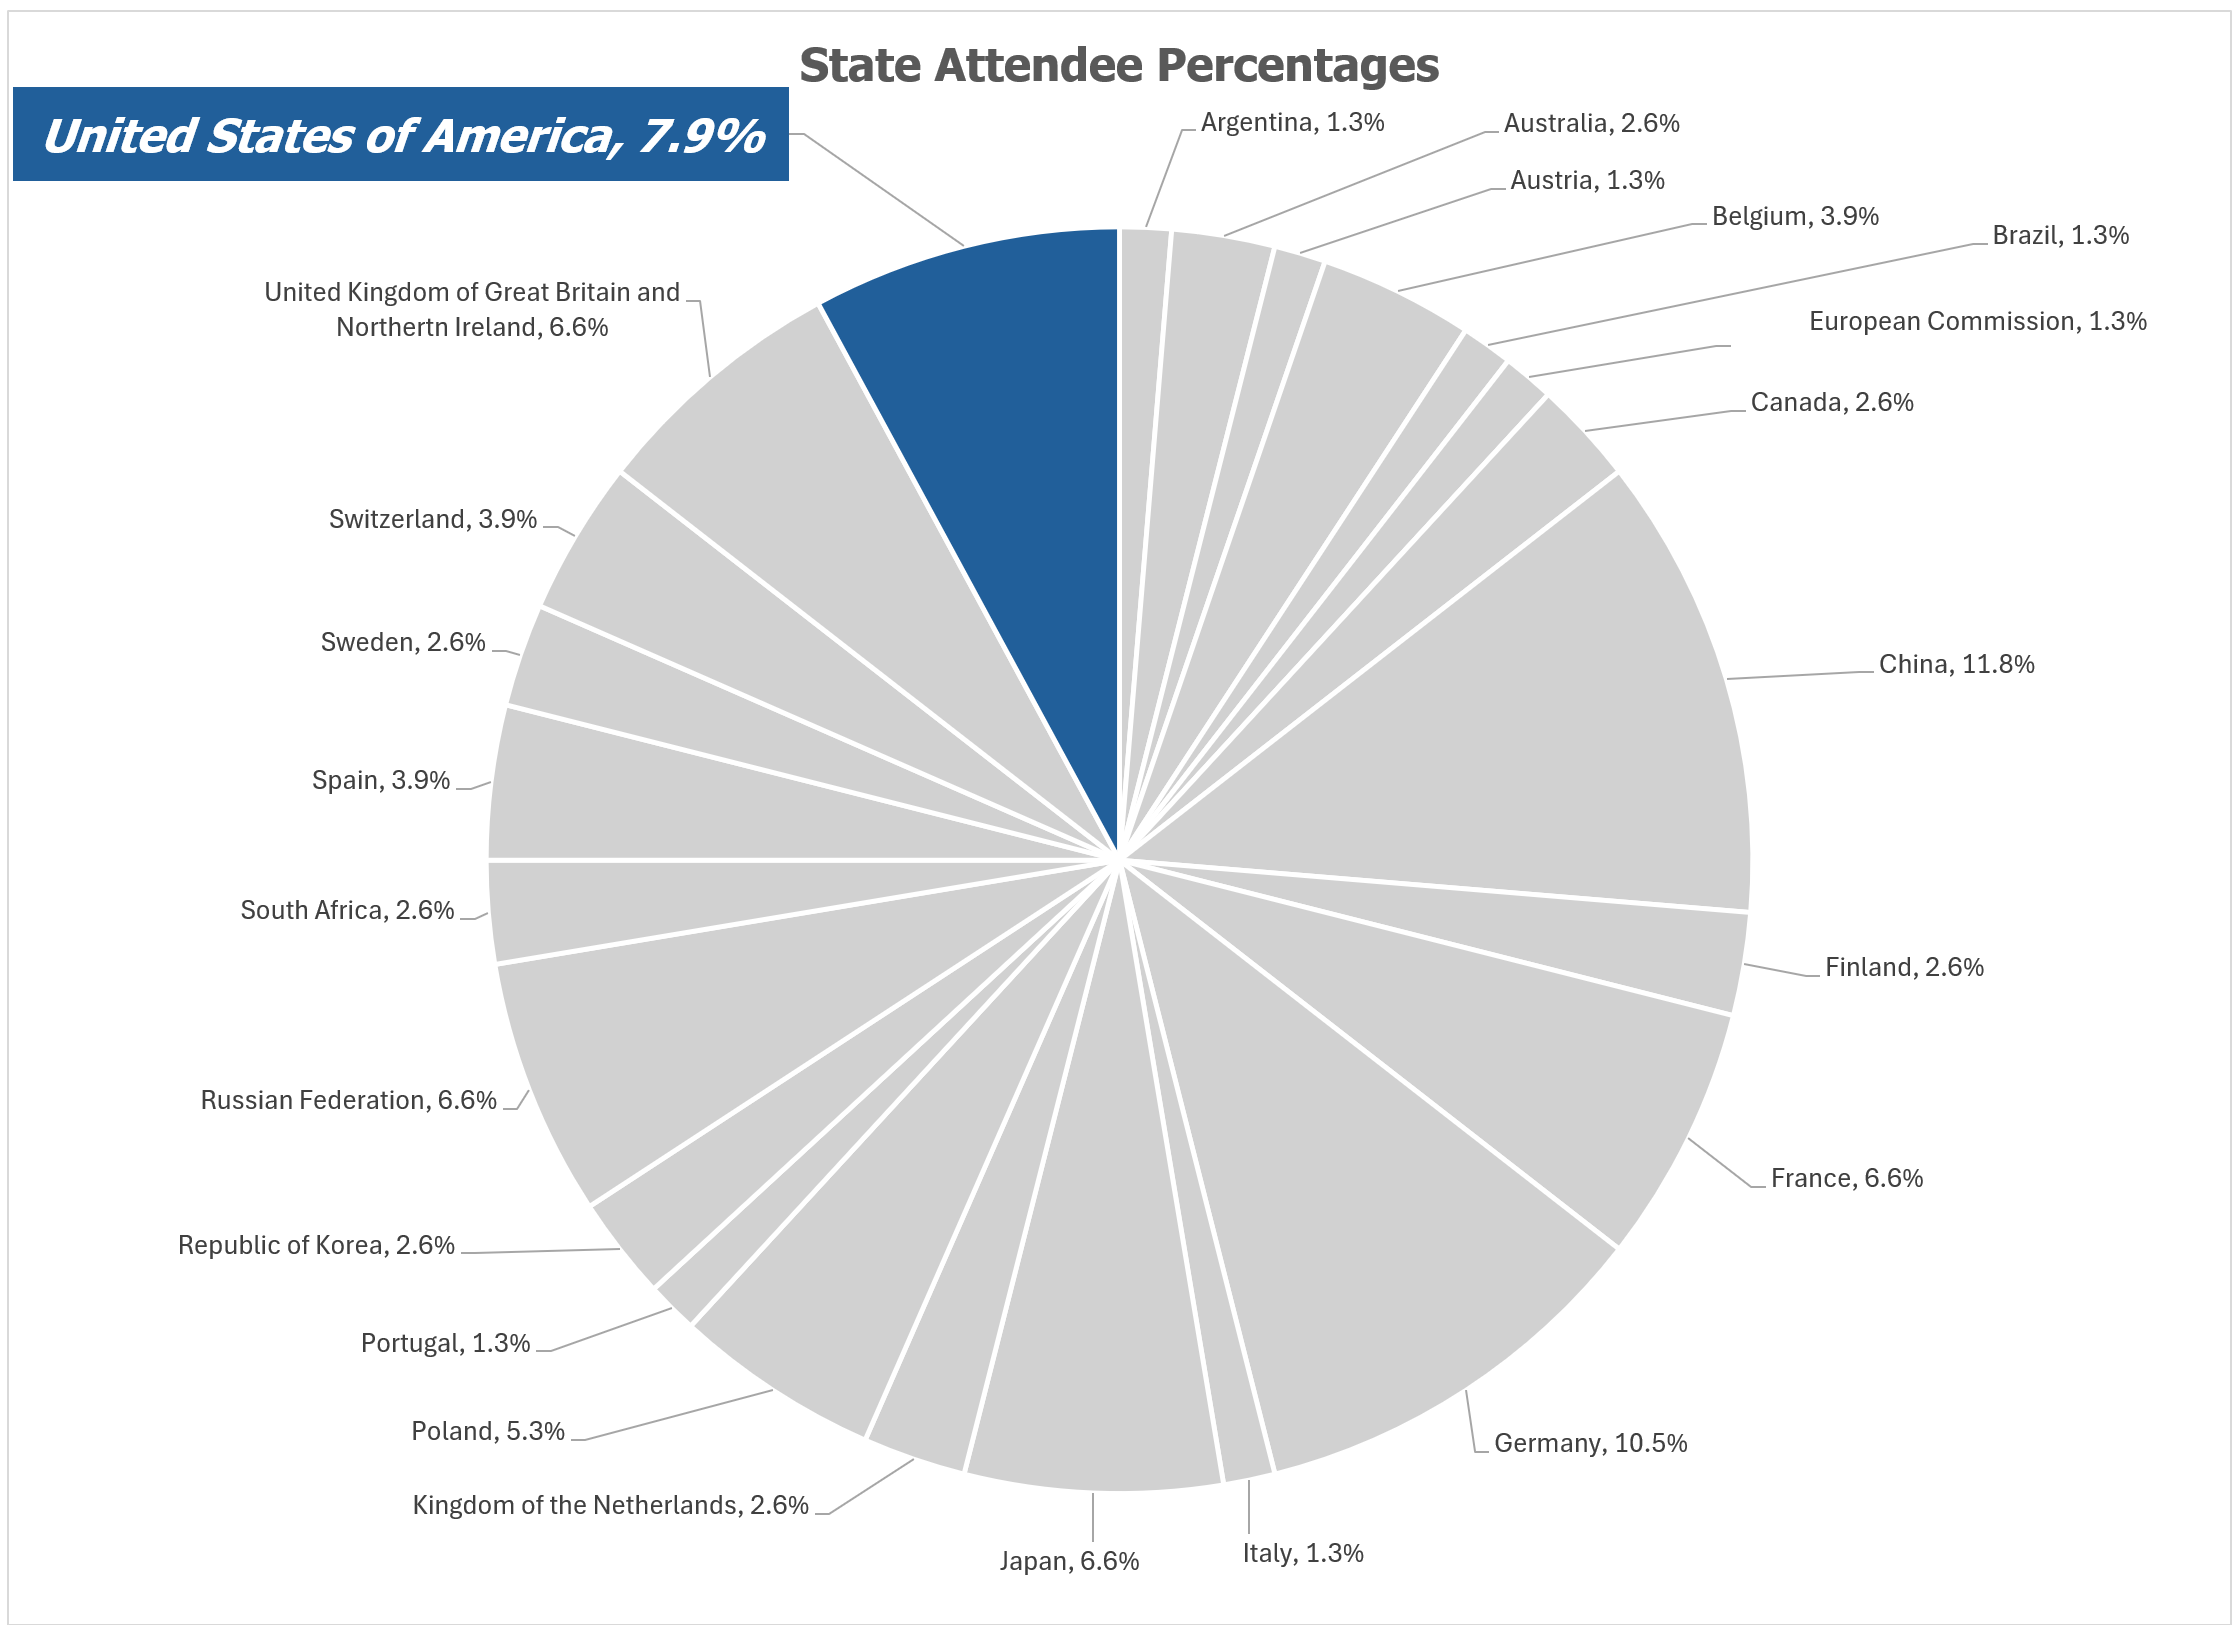 State Attendee Percentages
United States of America, 7.9%
Argentina, 1.3%
Australia, 2.6%
Austria, 1.3%
Belgium, 3.9%
Brazil, 1.3%
European Commission, 1.3%
Canada, 2.6%
China, 11.8%
Finland, 2.6%
France, 6.6%
Germany, 10.5%
Italy, 1.3%
Japan, 6.6%
Kingdom of the Netherlands, 2.6%
Poland, 5.3%
Portugal, 1.3%
Republic of Korea, 2.6%
Russian Federation, 6.6%
South Africa, 2.6%
Spain, 3.9%
Sweden, 2.6%
Switzerland, 3.9%
United Kingdom of Great Britain and
Northertn Ireland, 6.6%